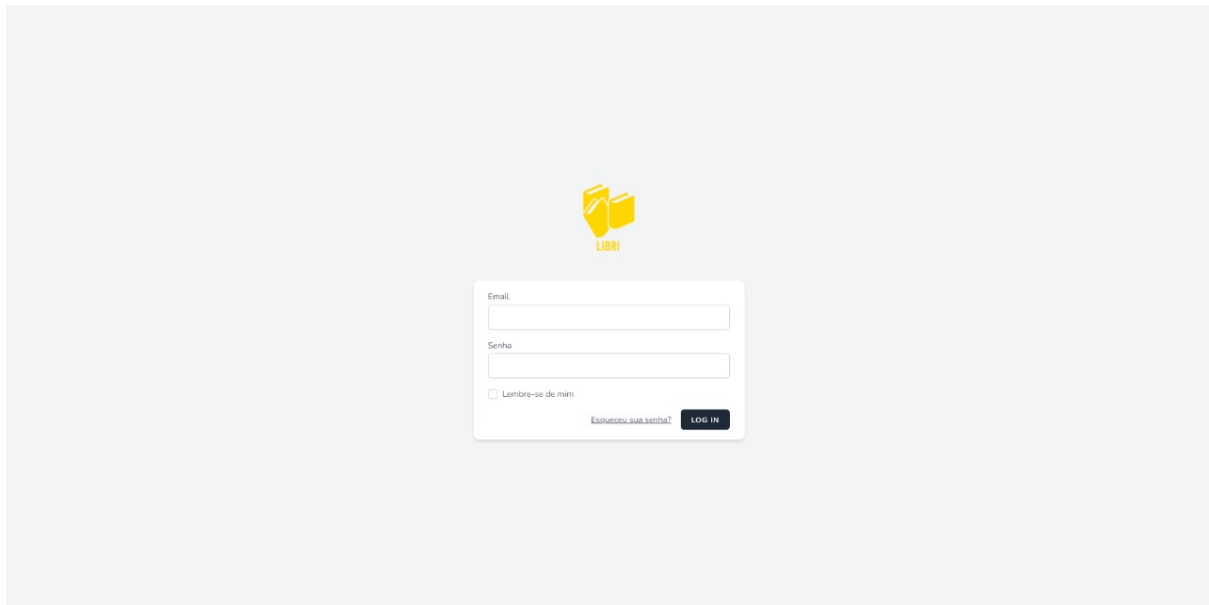 LIBRI
Email
Senha
Lembre-se de mim
Esqueceu sua senha?
LOG IN